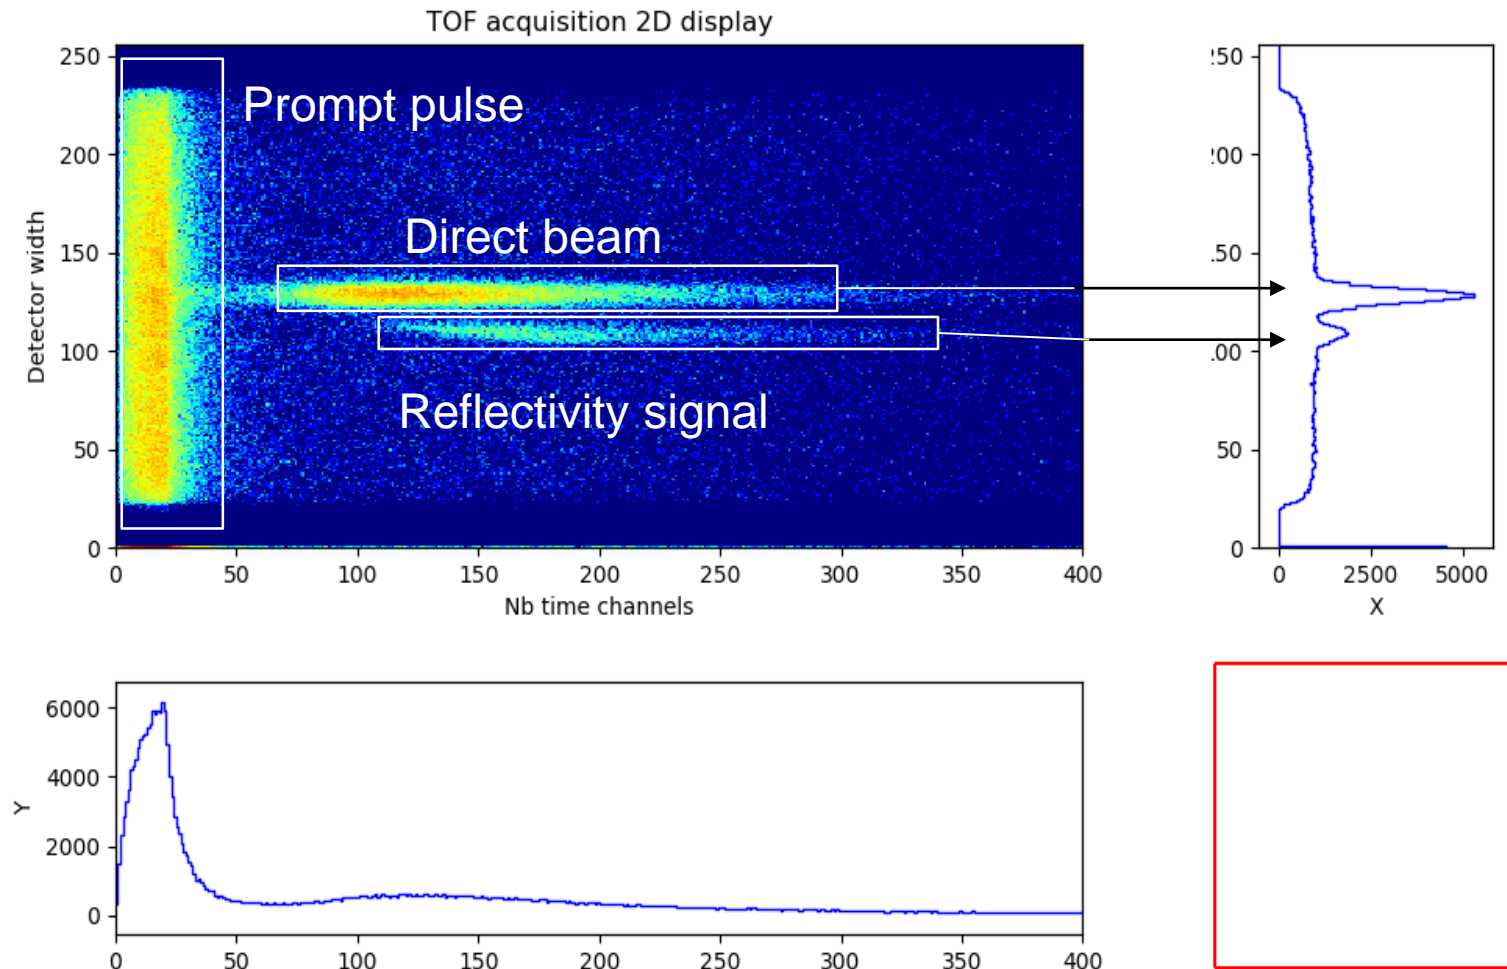 TOF acquisition 2D display
250
200
150
100
50
0
Detector width
Prompt pulse
Direct beam
Reflectivity signal
0 50 100 150 200 250 300 350 400
Nb time channels
:50
:00
:50
:00
50
0
0 2500 5000
X
6000
4000
2000
0
Y
0 50 100 150 200 250 300 350 400